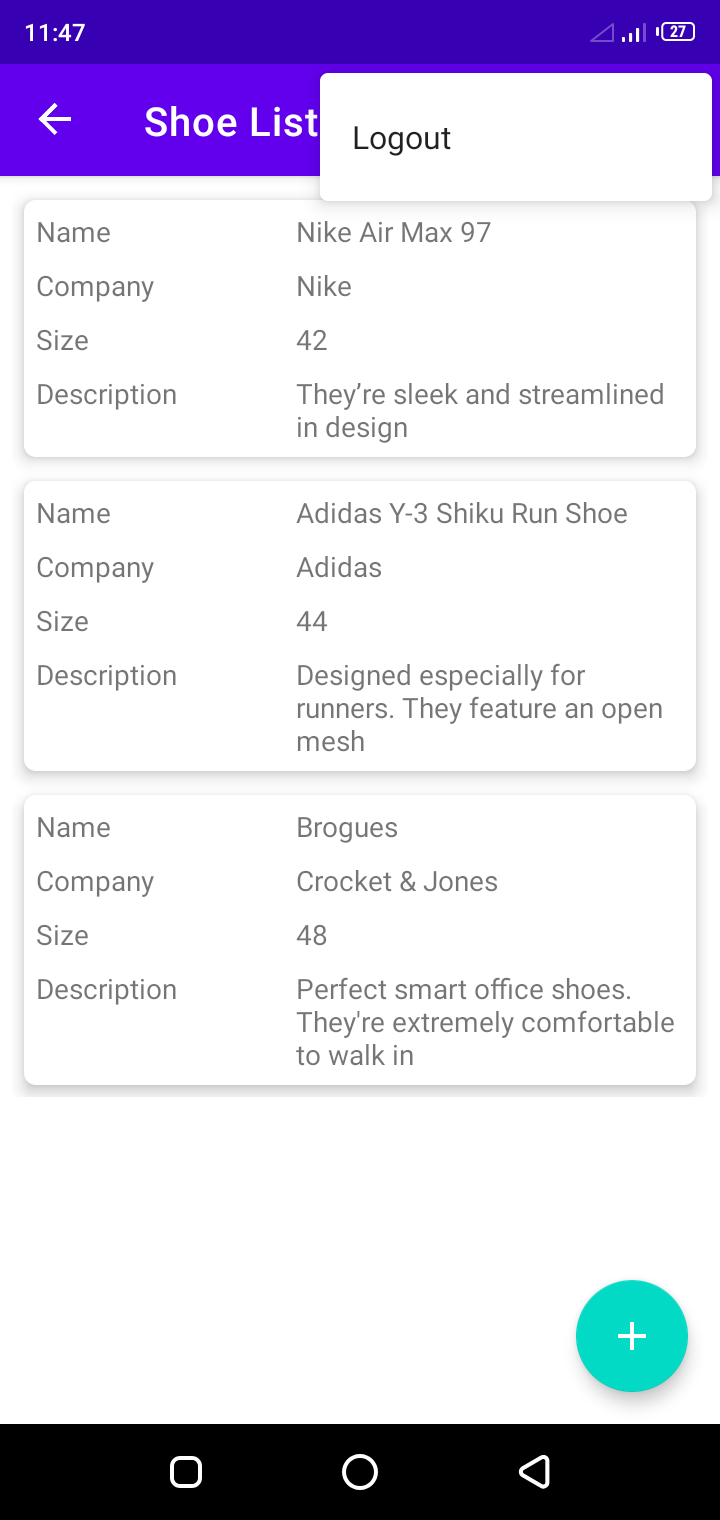 11:47
27
Shoe List
Logout
Name Nike Air Max 97
Company Nike
Size 42
Description They’re sleek and streamlined
in design
Name Adidas Y-3 Shiku Run Shoe
Company Adidas
Size 44
Description Designed especially for
runners. They feature an open
mesh
Name Brogues
Company Crocket & Jones
Size 48
Description Perfect smart office shoes.
They're extremely comfortable
to walk in